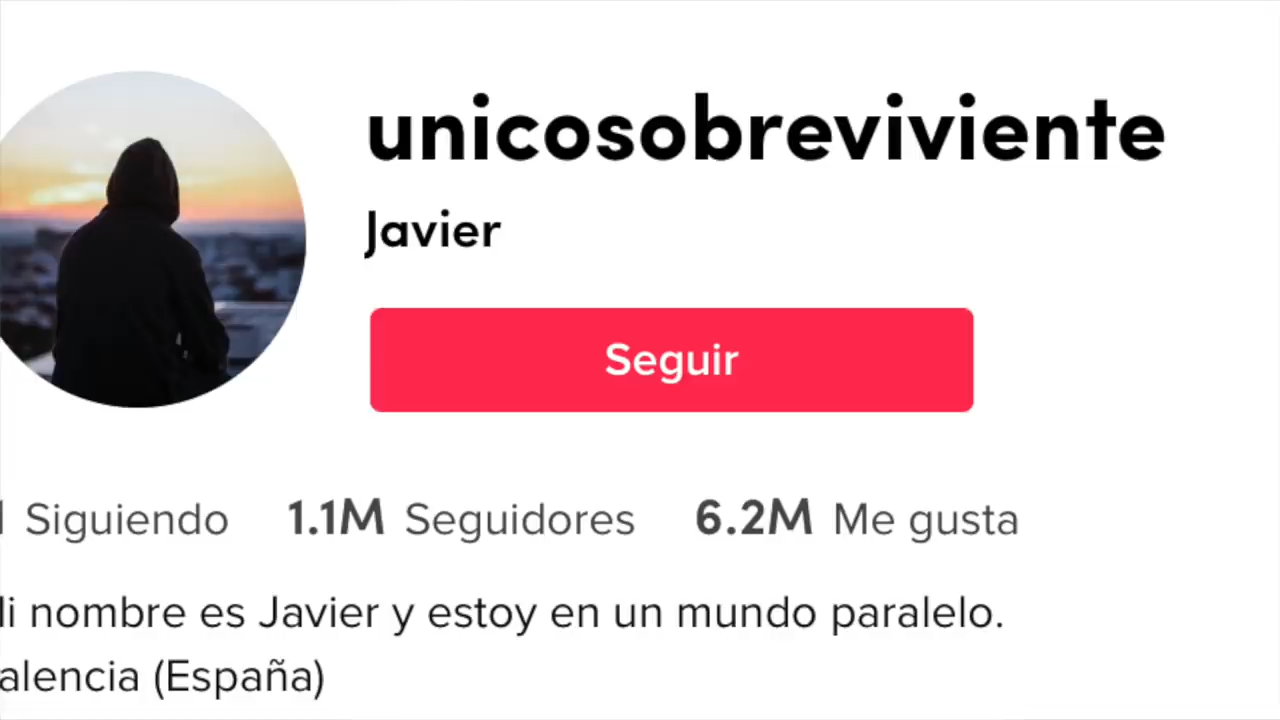 unicosobreviviente
Javier
Seguir
Siguiendo 1.1M Seguidores 6.2M Me gusta
nombre es Javier y estoy en un mundo paralelo.
alencia (España)